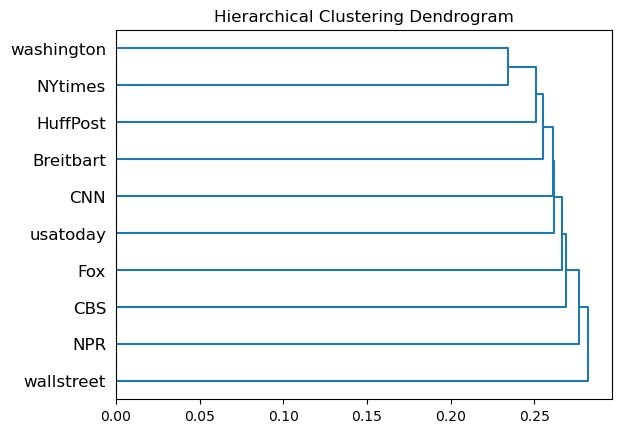 Hierarchical Clustering Dendrogram
washington
NYtimes
HuffPost
Breitbart
CNN
usatoday
Fox
CBS
NPR
wallstreet
0.00 0.05 0.10 0.15 0.20 0.25